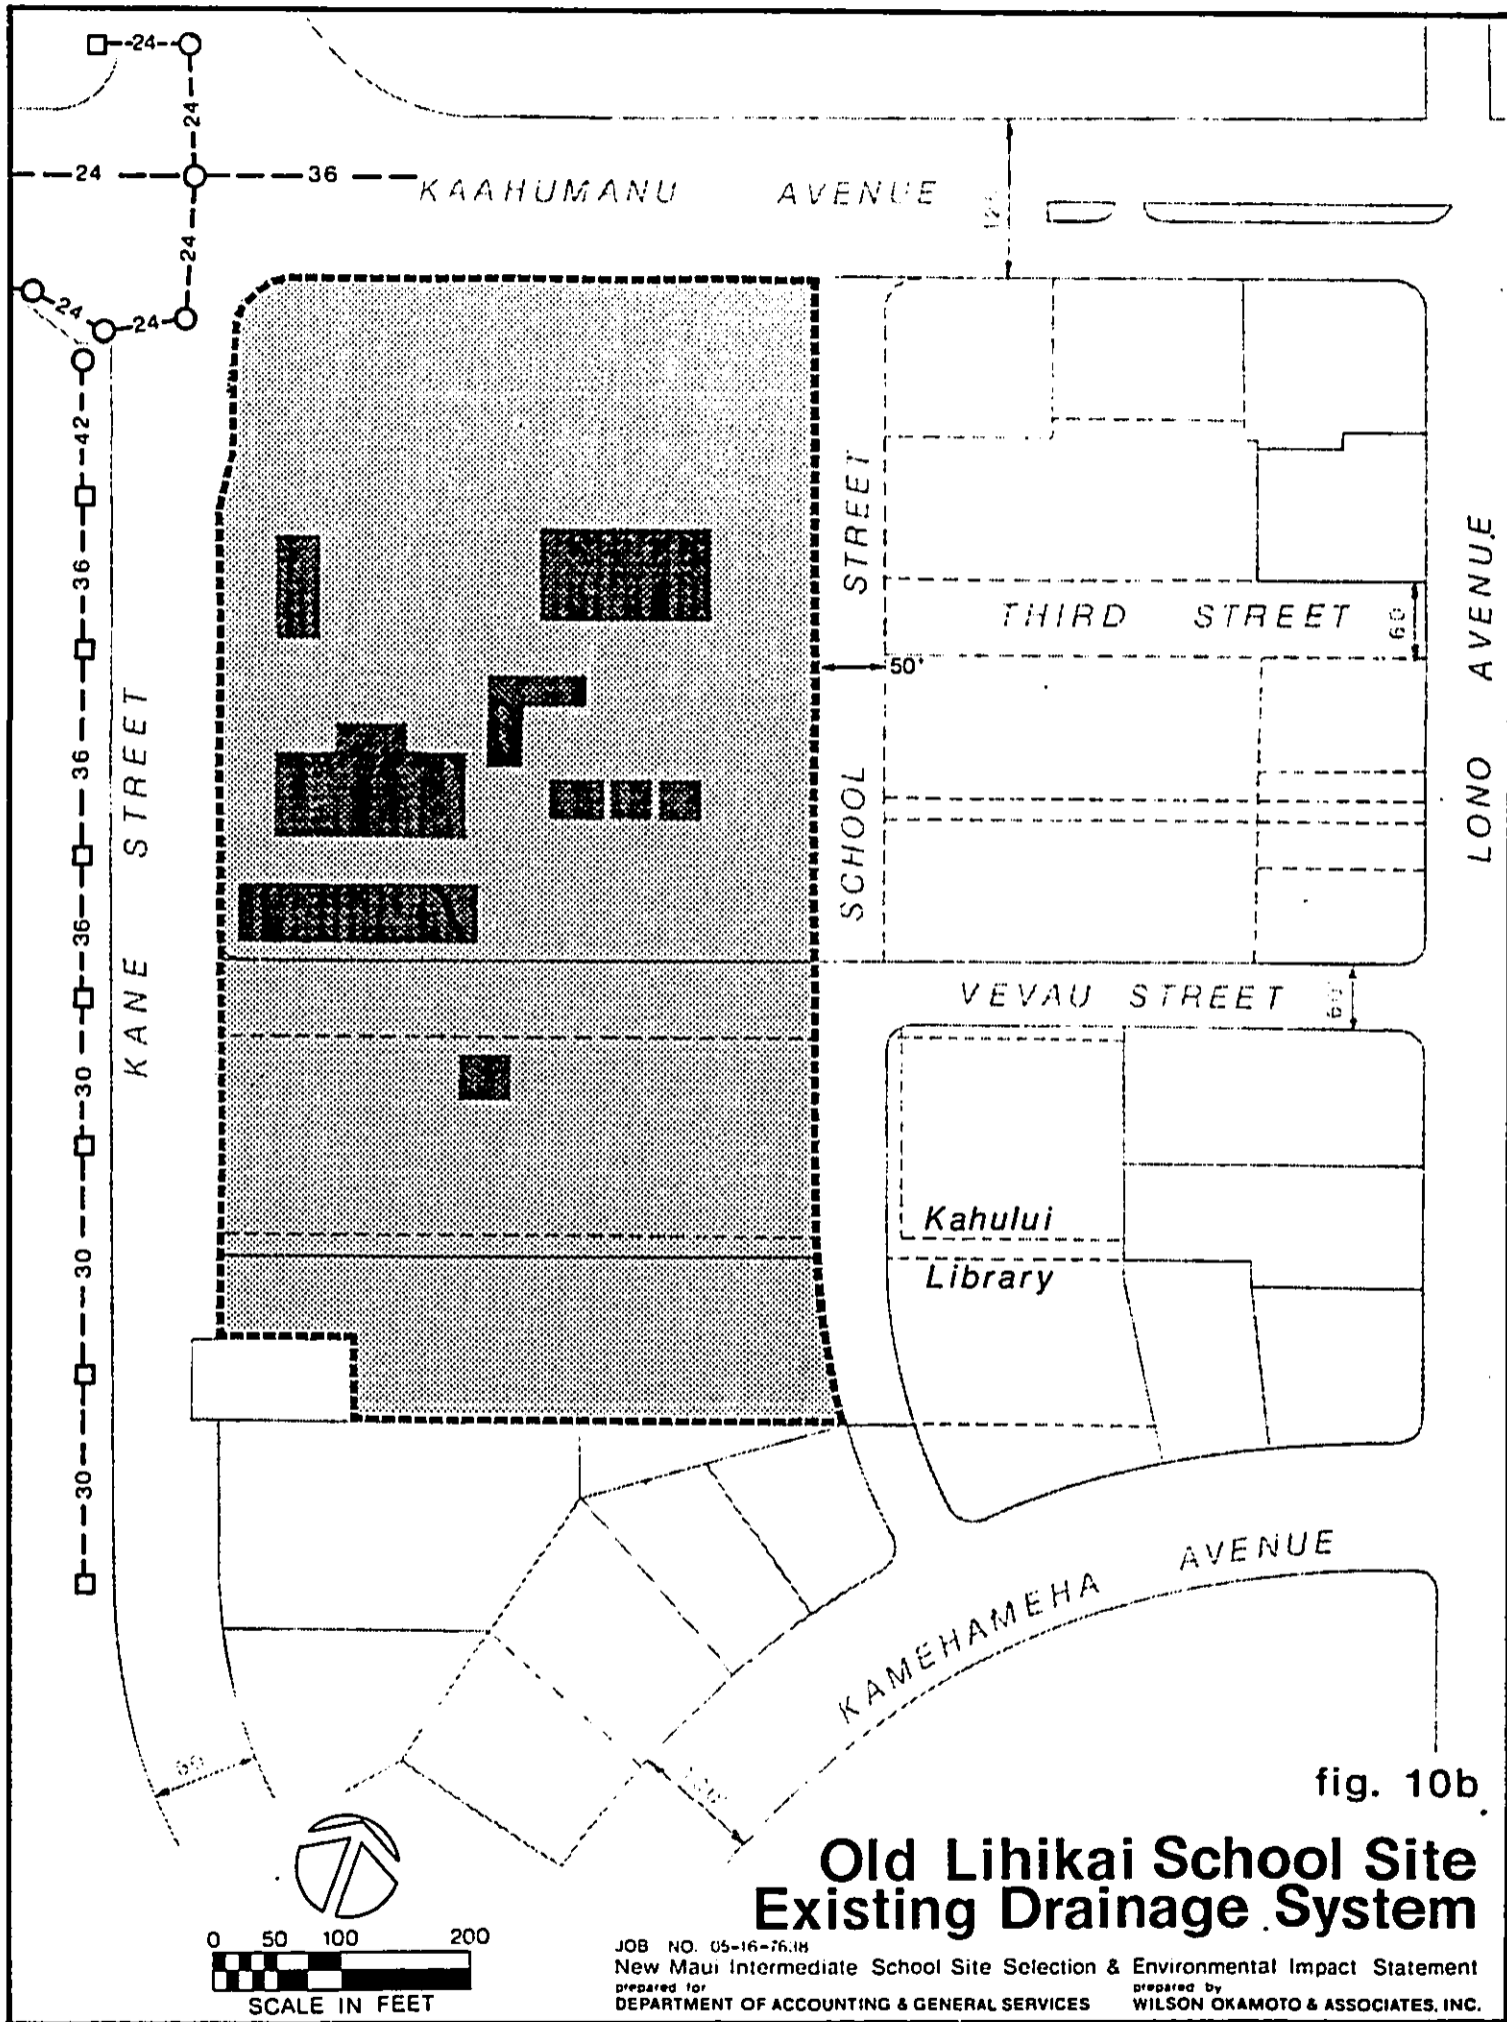 24
24
24
36
KAAHUMANU AVENUE
24
24
24
42
36
36
36
30
30
30
KANE STREET
SCHOOL STREET
THIRD STREET
60
50'
LONO AVENUE
VEVAU STREET
Kahului
Library
KAMEHAMEHA AVENUE
fig. 10b
Old Lihikai School Site
Existing Drainage System
0 50 100 200
SCALE IN FEET
JOB NO.
New Maui Intermediate School Site Selection & Environmental Impact Statement
prepared for
DEPARTMENT OF ACCOUNTING & GENERAL SERVICES
prepared by
WILSON OKAMOTO & ASSOCIATES, INC.